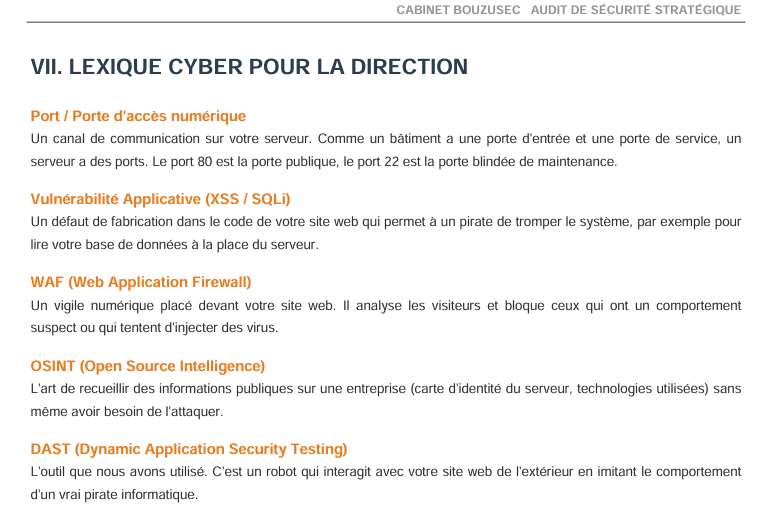 CABINET BOUZUSEC AUDIT DE SÉCURITÉ STRATÉGIQUE
VII. LEXIQUE CYBER POUR LA DIRECTION
Port / Porte d'accès numérique
Un canal de communication sur votre serveur. Comme un bâtiment a une porte d'entrée et une porte de service, un
serveur a des ports. Le port 80 est la porte publique, le port 22 est la porte blindée de maintenance.
Vulnérabilité Applicative (XSS / SQLi)
Un défaut de fabrication dans le code de votre site web qui permet à un pirate de tromper le système, par exemple pour
lire votre base de données à la place du serveur.
WAF (Web Application Firewall)
Un vigile numérique placé devant votre site web. Il analyse les visiteurs et bloque ceux qui ont un comportement
suspect ou qui tentent d'injecter des virus.
OSINT (Open Source Intelligence)
L'art de recueillir des informations publiques sur une entreprise (carte d'identité du serveur, technologies utilisées) sans
même avoir besoin de l'attaquer.
DAST (Dynamic Application Security Testing)
L'outil que nous avons utilisé. C'est un robot qui interagit avec votre site web de l'extérieur en imitant le comportement
d'un vrai pirate informatique.